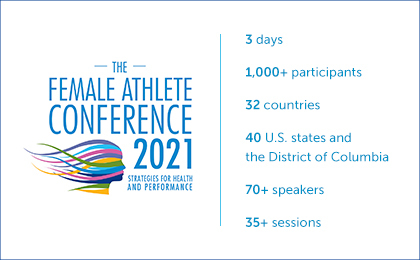 THE
FEMALE ATHLETE
CONFERENCE
2021
STRATEGIES FOR HEALTH
AND PERFORMANCE
3 days
1,000+ participants
32 countries
40 U.S. states and
the District of Columbia
70+ speakers
35+ sessions